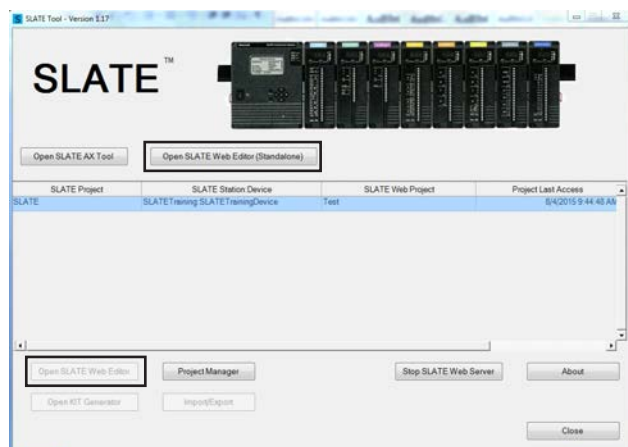 SLATE Tool - Version 1.17
SLATE™
Open SLATE AX Tool Open SLATE Web Editor (Standalone)
SLATE Project SLATE Station:Device SLATE Web Project Project Last Access
SLATE SLATETraining:SLATETrainingDevice Test 8/4/2015 9:44:48 AM
Open SLATE Web Editor Project Manager Stop SLATE Web Server About
Open KIT Generator Import/Export
Close